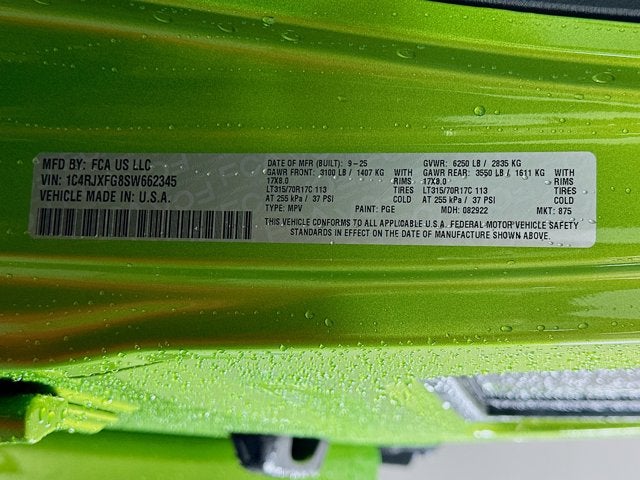 MFD BY: FCA US LLC
VIN: 1C4RJXFG8SW662345
VEHICLE MADE IN: U.S.A.
DATE OF MFR (BUILT): 9-25 GVWR: 6250 LB / 2835 KG
GAWR FRONT: 3100 LB / 1407 KG WITH GAWR REAR: 3550 LB / 1611 KG WITH
17X8.0 RIMS 17X8.0 RIMS
LT315/70R17C 113 TIRES LT315/70R17C 113 TIRES
AT 255 kPa / 37 PSI COLD AT 255 kPa / 37 PSI COLD
TYPE: MPV PAINT: PGE MDH: 082922 MKT: 875
THIS VEHICLE CONFORMS TO ALL APPLICABLE U.S.A. FEDERAL MOTOR VEHICLE SAFETY
STANDARDS IN EFFECT ON THE DATE OF MANUFACTURE SHOWN ABOVE.